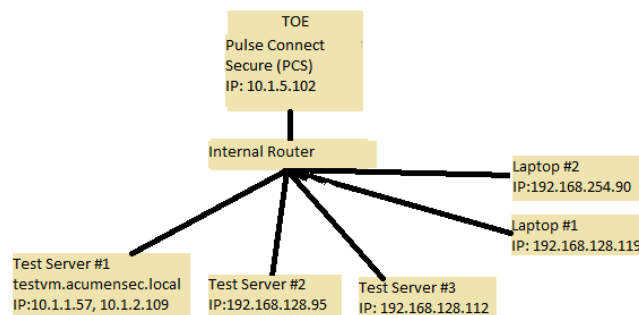 TOE
Pulse Connect
Secure (PCS)
IP: 10.1.5.102
Internal Router
Laptop #2
IP:192.168.254.90
Laptop #1
IP: 192.168.128.119
Test Server #1
testvm.acumensec.local
IP:10.1.1.57, 10.1.2.109
Test Server #2
IP:192.168.128.95
Test Server #3
IP: 192.168.128.112